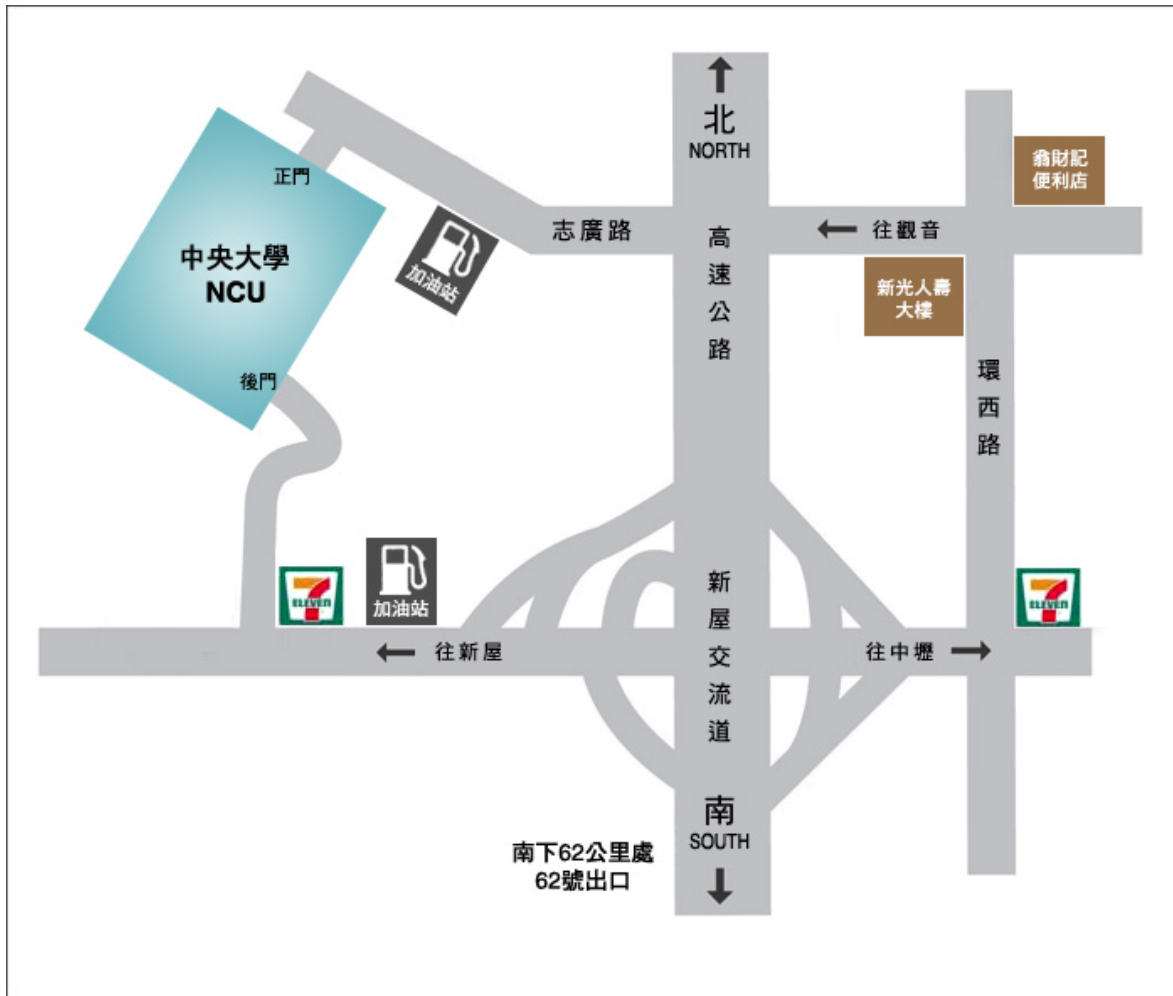 北
NORTH
翁財記
便利店
正門
志廣路
往觀音
高速公路
中央大學
NCU
加油站
新光人壽
大樓
後門
環西路
7
ELEVEN
加油站
新屋交流道
7
ELEVEN
往新屋
往中壢
南
SOUTH
南下62公里處
62號出口